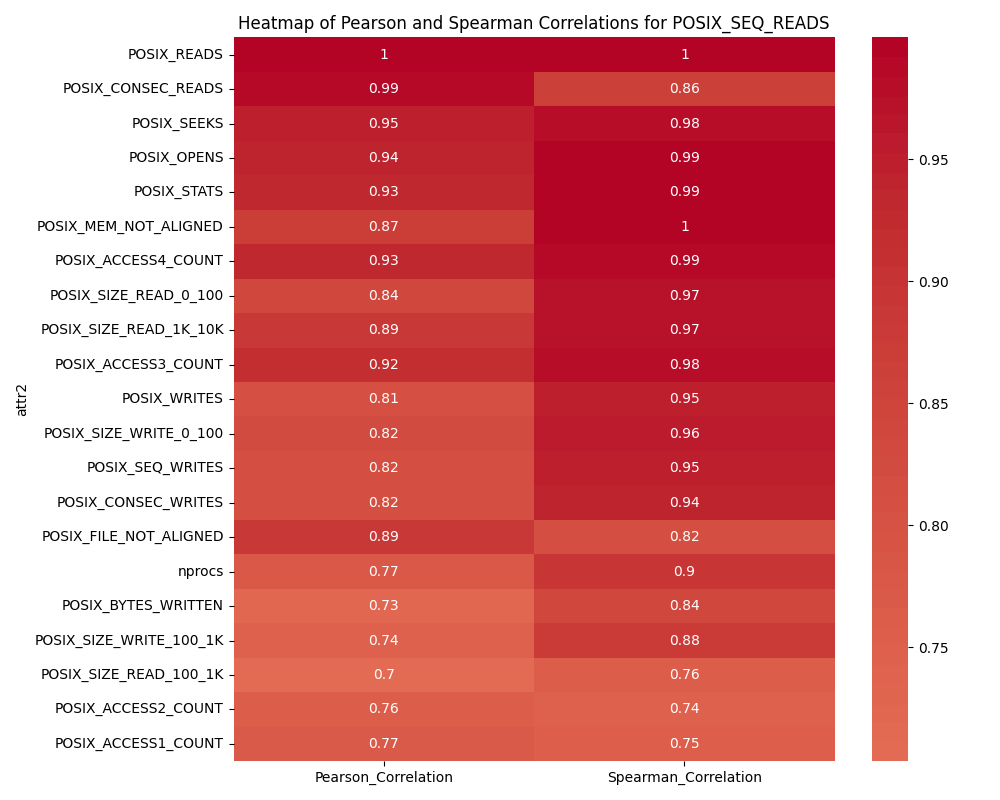 Heatmap of Pearson and Spearman Correlations for POSIX_SEQ_READS
POSIX_READS 1 1
POSIX_CONSEC_READS 0.99 0.86
POSIX_SEEKS 0.95 0.98
POSIX_OPENS 0.94 0.99
POSIX_STATS 0.93 0.99
POSIX_MEM_NOT_ALIGNED 0.87 1
POSIX_ACCESS4_COUNT 0.93 0.99
POSIX_SIZE_READ_0_100 0.84 0.97
POSIX_SIZE_READ_1K_10K 0.89 0.97
POSIX_ACCESS3_COUNT 0.92 0.98
POSIX_WRITES 0.81 0.95
POSIX_SIZE_WRITE_0_100 0.82 0.96
POSIX_SEQ_WRITES 0.82 0.95
POSIX_CONSEC_WRITES 0.82 0.94
POSIX_FILE_NOT_ALIGNED 0.89 0.82
nprocs 0.77 0.9
POSIX_BYTES_WRITTEN 0.73 0.84
POSIX_SIZE_WRITE_100_1K 0.74 0.88
POSIX_SIZE_READ_100_1K 0.7 0.76
POSIX_ACCESS2_COUNT 0.76 0.74
POSIX_ACCESS1_COUNT 0.77 0.75
attr2
Pearson_Correlation Spearman_Correlation
0.95
0.90
0.85
0.80
0.75